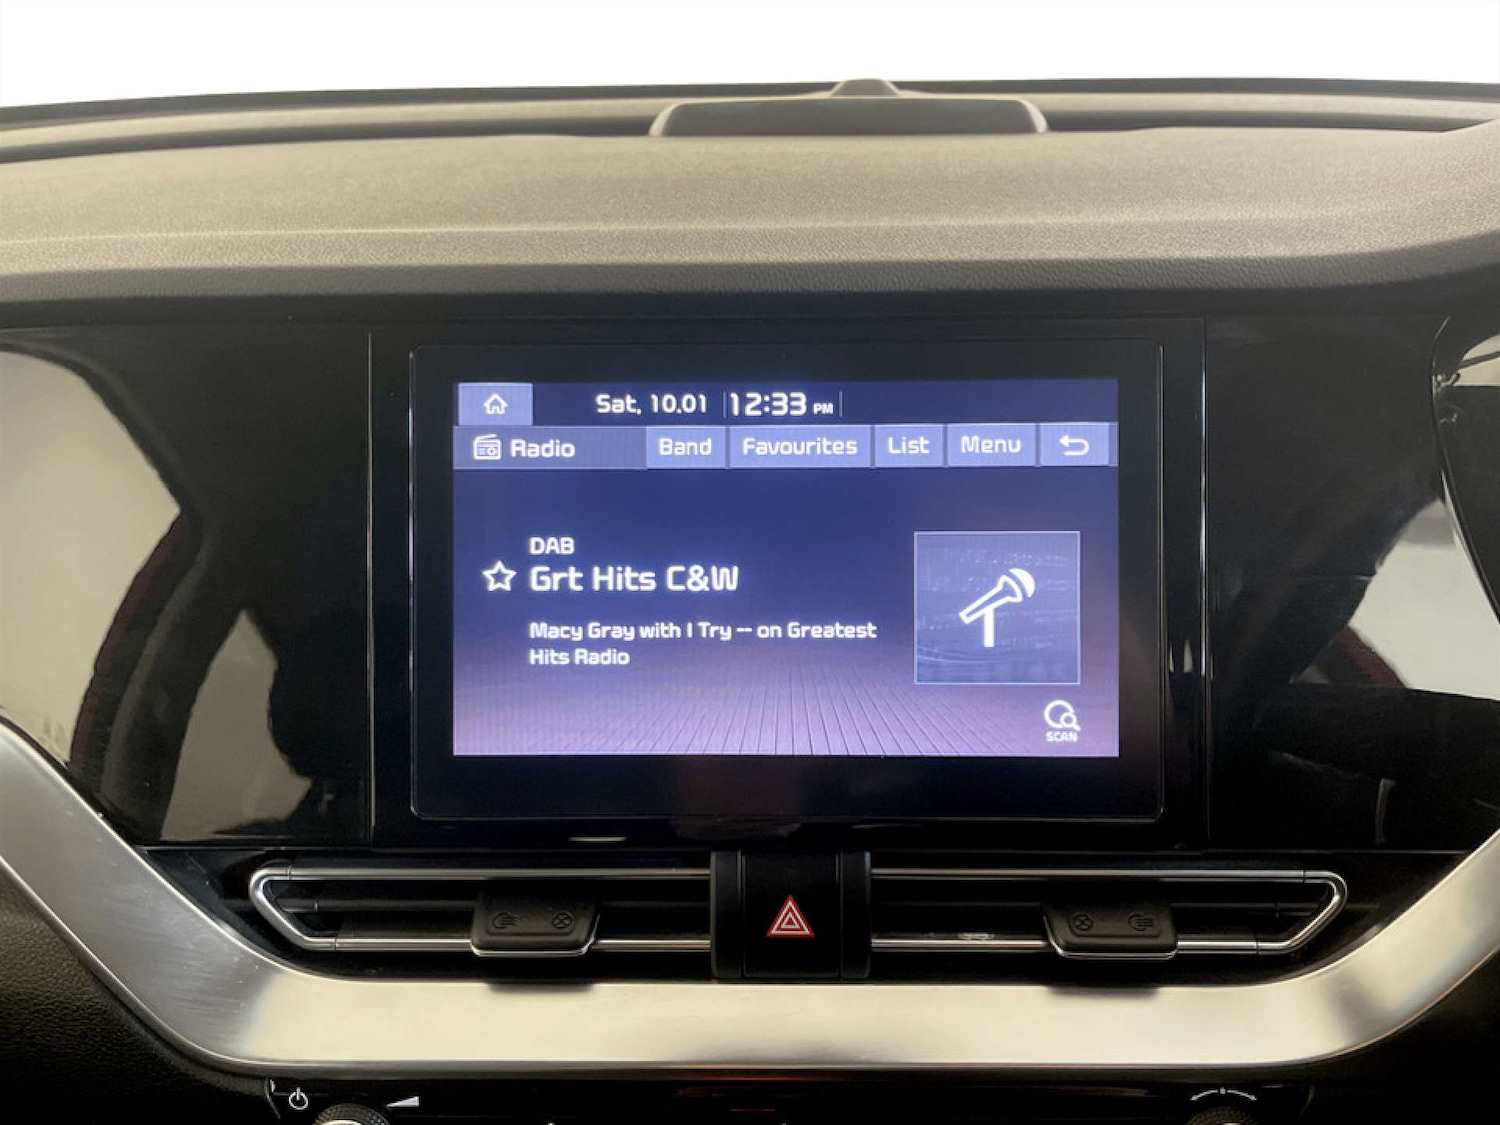 Sat, 10.01 12:33 PM
Radio Band Favourites List Menu
DAB
Grt Hits C&W
Macy Gray with I Try -- on Greatest
Hits Radio
SCAN